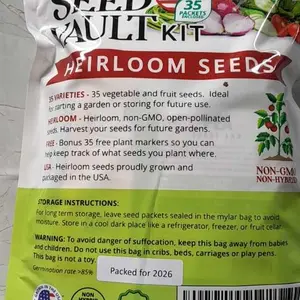 SEED
35
PACKETS
VAULT KIT
HEIRLOOM SEEDS
35 VARIETIES - 35 vegetable and fruit seeds. Ideal
for starting a garden or storing for future use.
HEIRLOOM - Heirloom, non-GMO, open-pollinated
seeds. Harvest your seeds for future gardens.
FREE - Bonus 35 free plant markers so you can
help keep track of what seeds you plant where.
USA - Heirloom seeds proudly grown and
packaged in the USA.
NON-GMO
NON-HYBRID
STORAGE INSTRUCTIONS:
For long term storage, leave seed packets sealed in the mylar bag to avoid
moisture. Store in a cool dark place like a refrigerator, freezer, or fruit cellar.
WARNING: To avoid danger of suffocation, keep this bag away from babies
and children. Do not use this bag in cribs, beds, carriages or play pens.
This bag is not a toy.
Germination rate >85%
Packed for 2026
NON